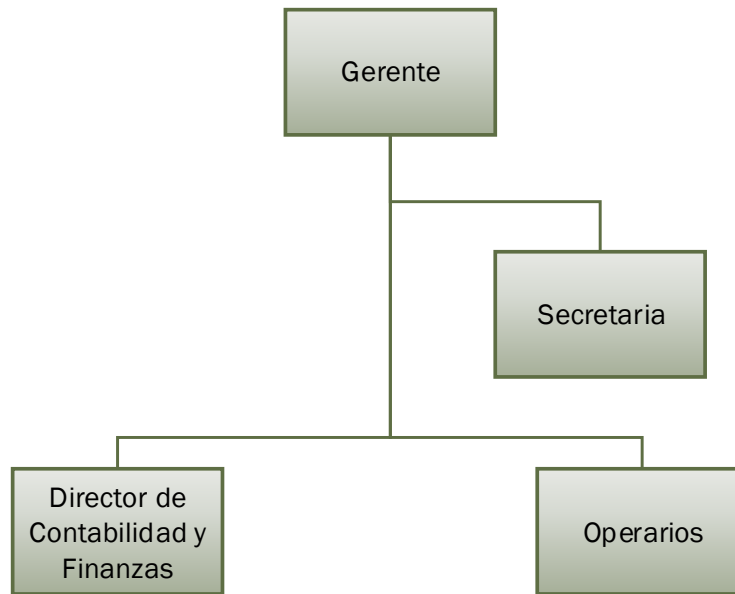 Gerente
Secretaria
Director de
Contabilidad y
Finanzas
Operarios